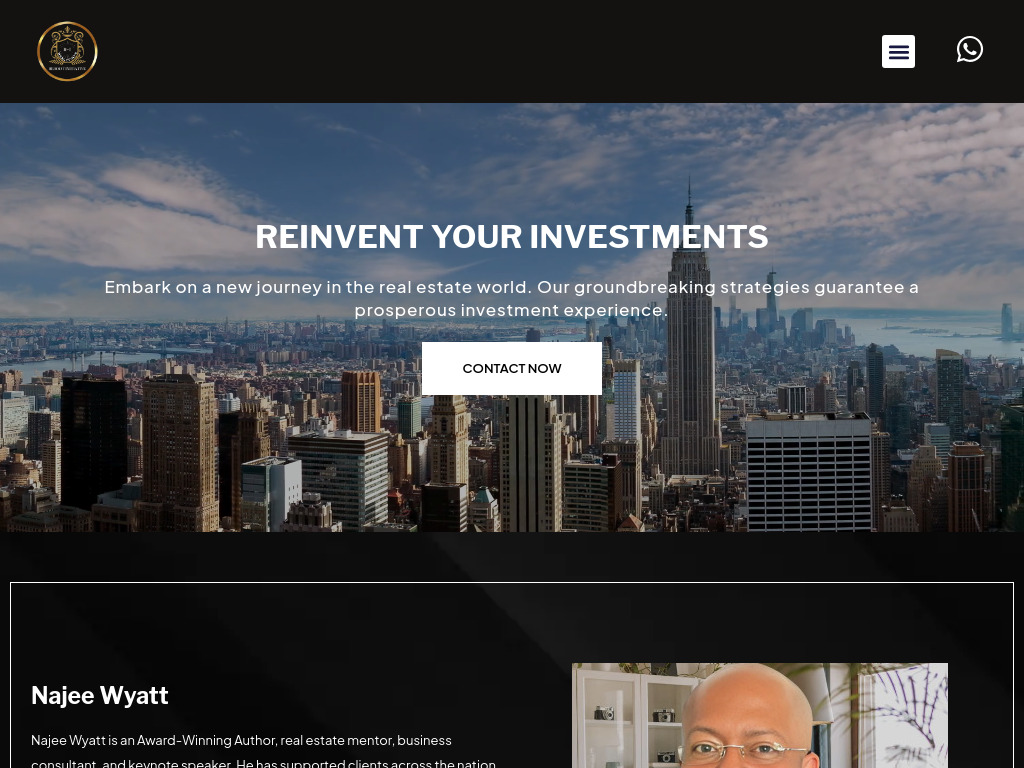 REINVENT YOUR INVESTMENTS
Embark on a new journey in the real estate world. Our groundbreaking strategies guarantee a
prosperous investment experience.
CONTACT NOW
Najee Wyatt
Najee Wyatt is an Award-Winning Author, real estate mentor, business
consultant, and keynote speaker. He has supported clients across the nation